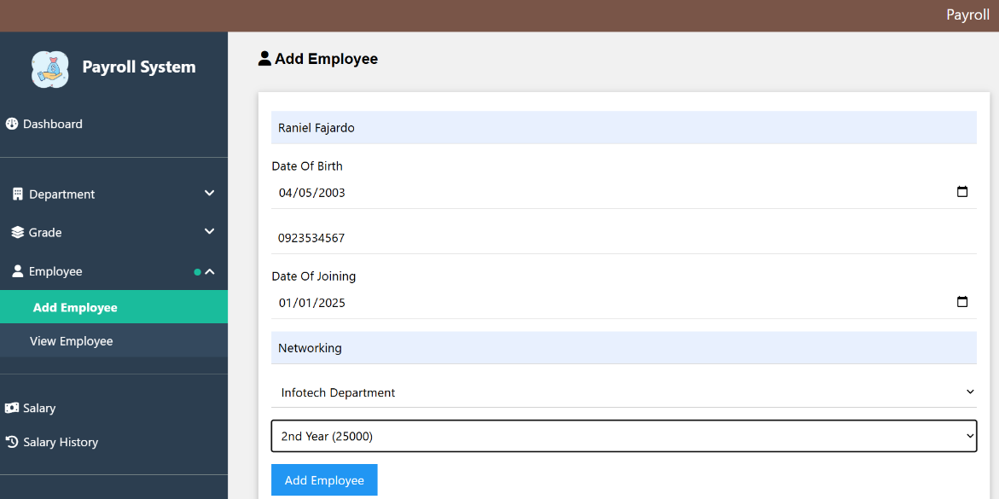 Payroll
Payroll System
Dashboard
Department
Grade
Employee
Add Employee
View Employee
Salary
Salary History
Add Employee
Raniel Fajardo
Date Of Birth
04/05/2003
0923534567
Date Of Joining
01/01/2025
Networking
Infotech Department
2nd Year (25000)
Add Employee